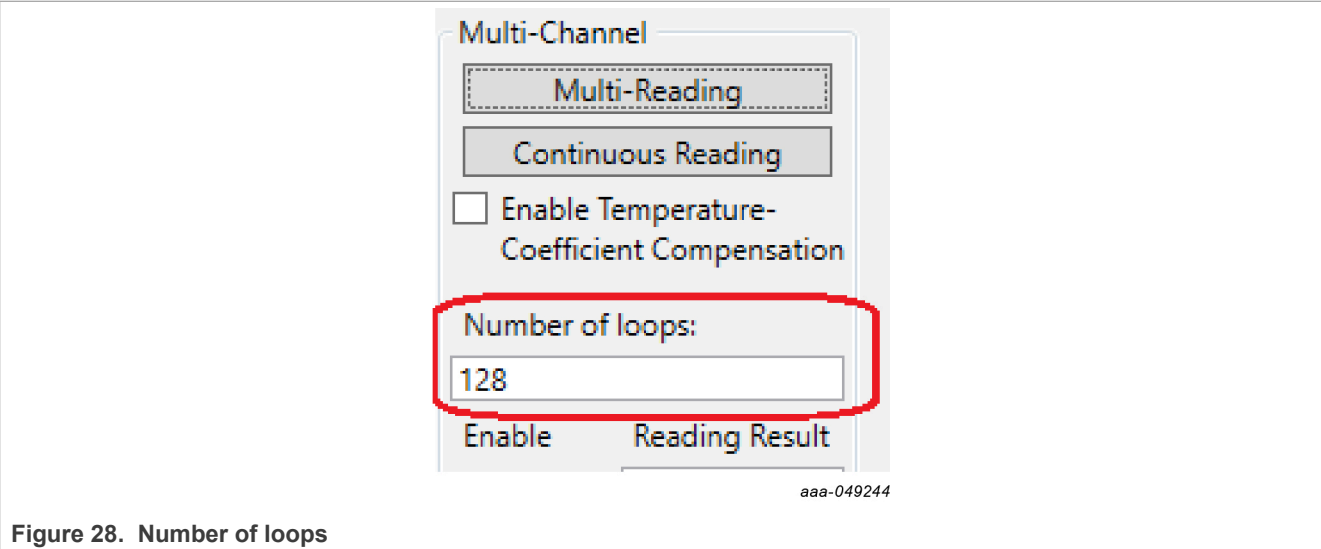 Multi-Channel
Multi-Reading
Continuous Reading
Enable Temperature-
Coefficient Compensation
Number of loops:
128
Enable Reading Result
aaa-049244
Figure 28. Number of loops